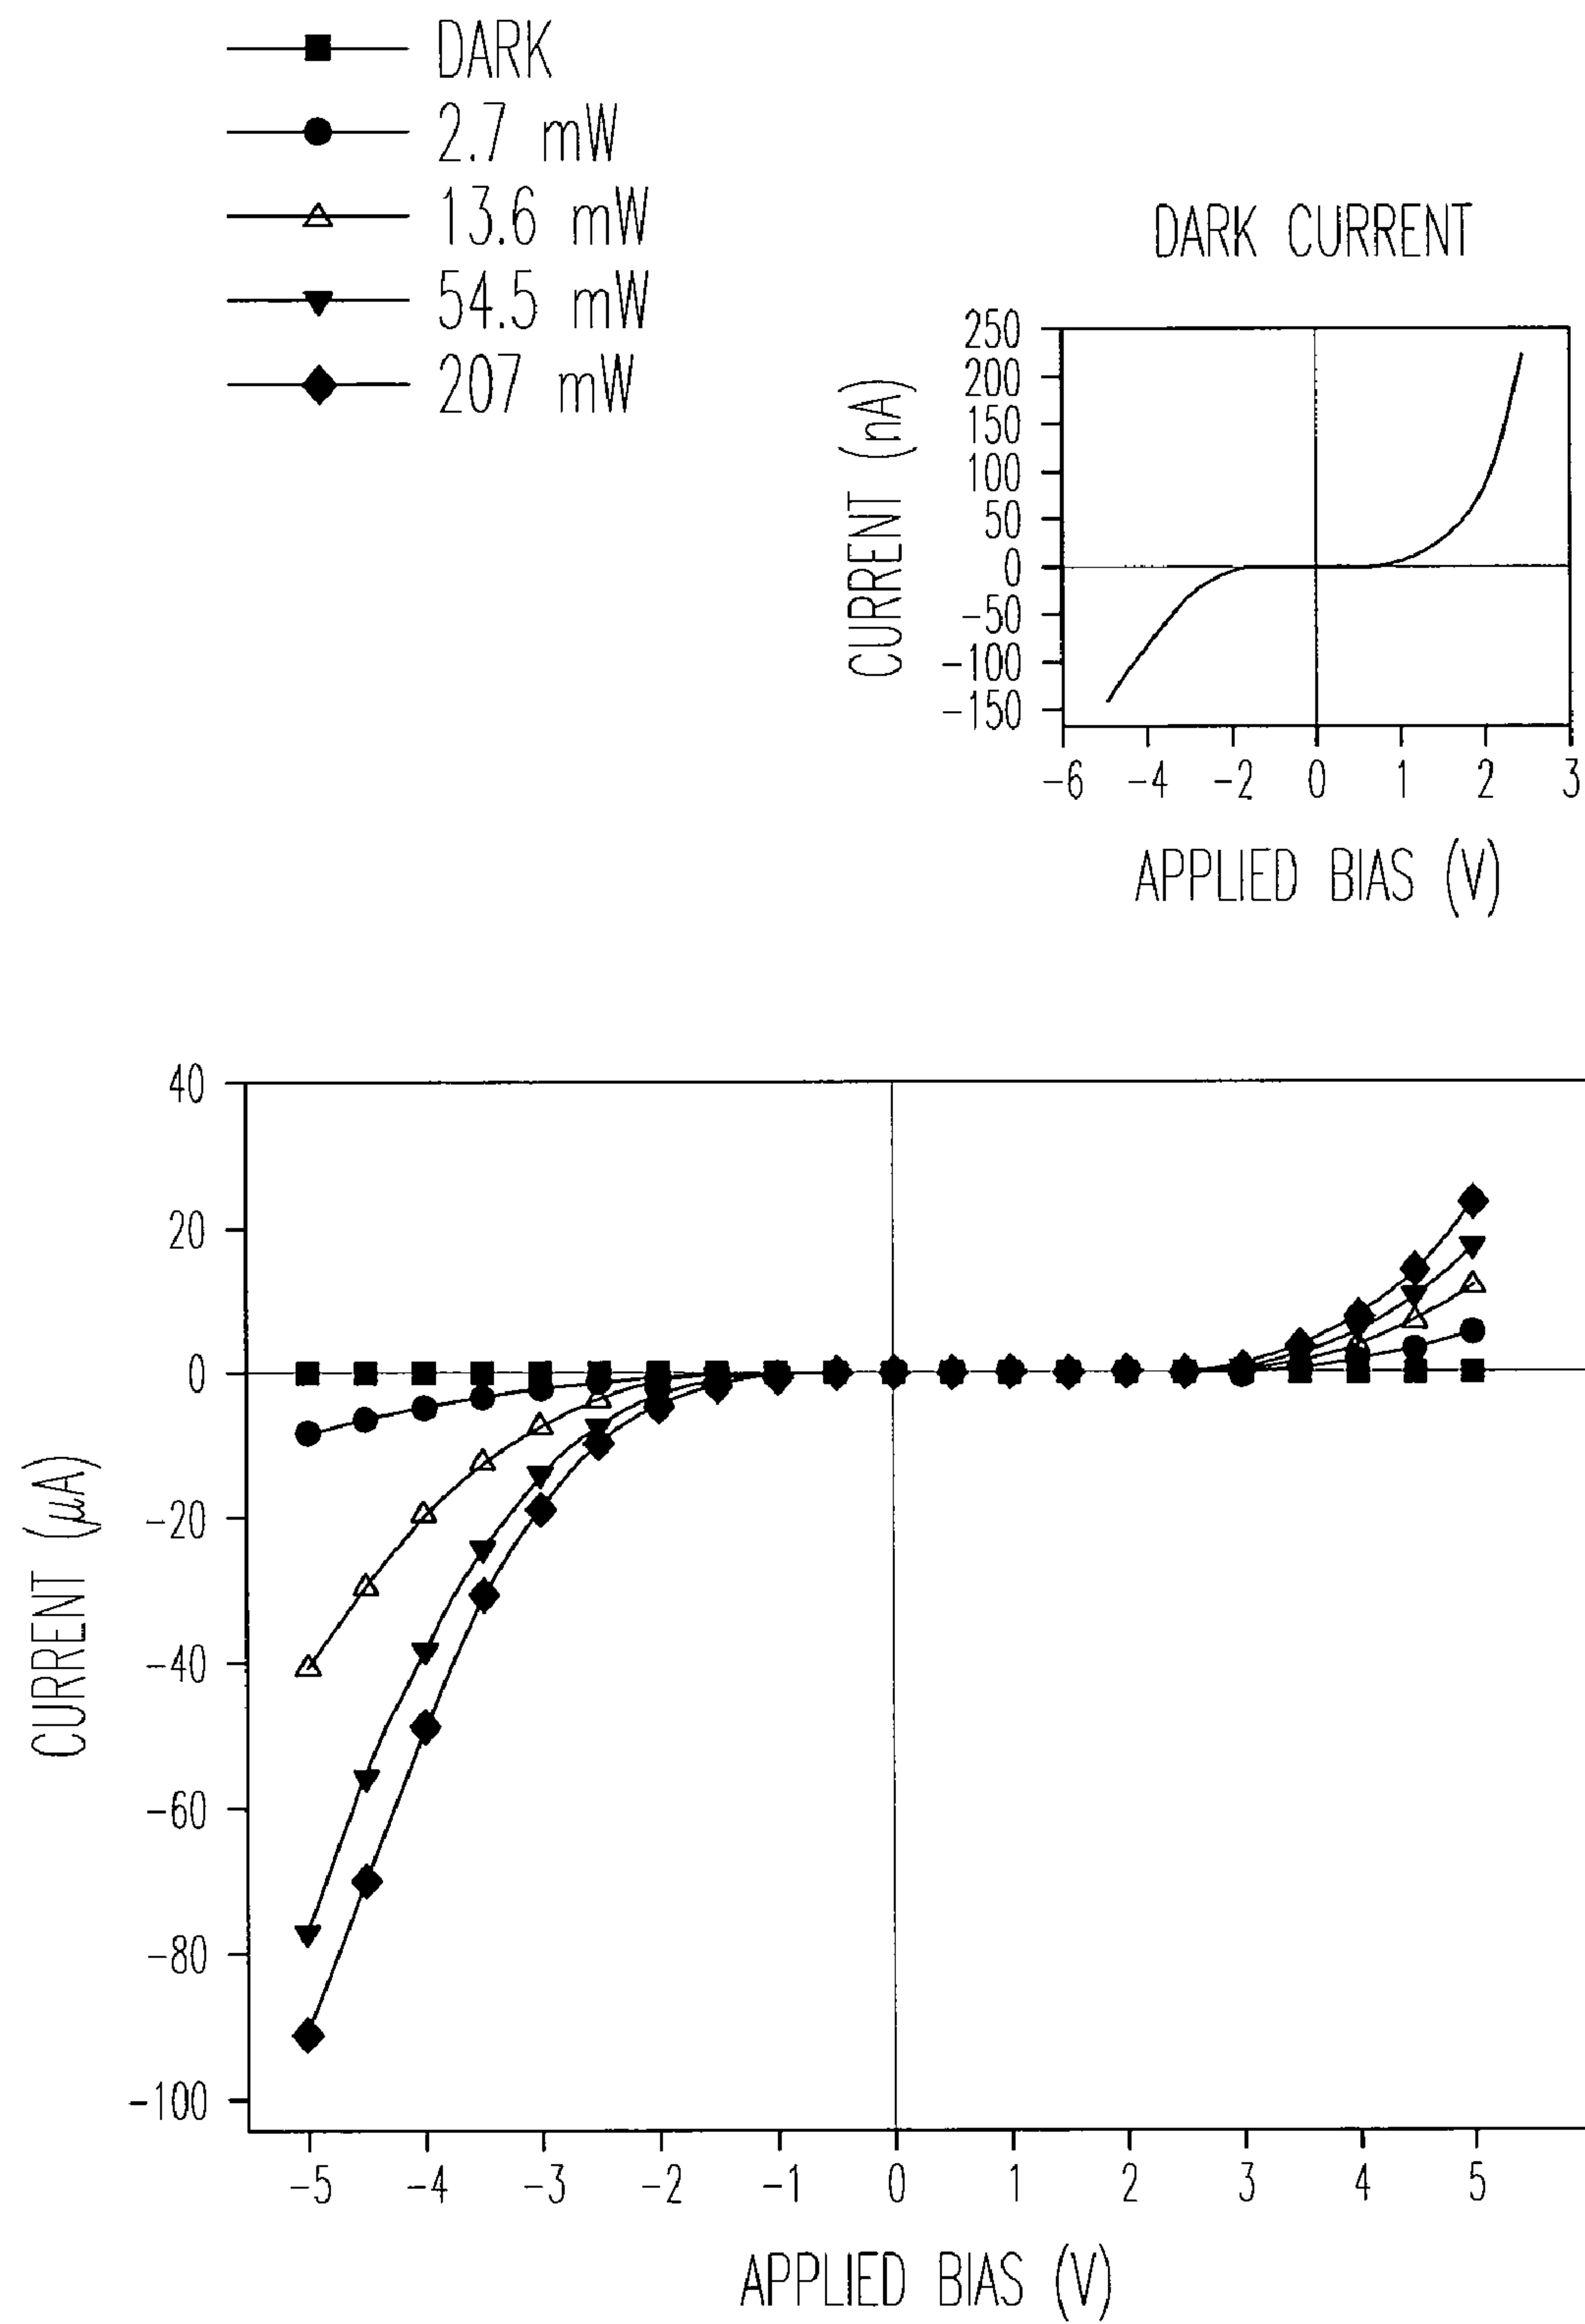 DARK
2.7 mW
13.6 mW
54.5 mW
207 mW
DARK CURRENT
CURRENT (nA)
250
200
150
100
50
0
-50
-100
-150
-6 -4 -2 0 1 2 3
APPLIED BIAS (V)
CURRENT (μA)
40
20
0
-20
-40
-60
-80
-100
-5 -4 -3 -2 -1 0 1 2 3 4 5
APPLIED BIAS (V)